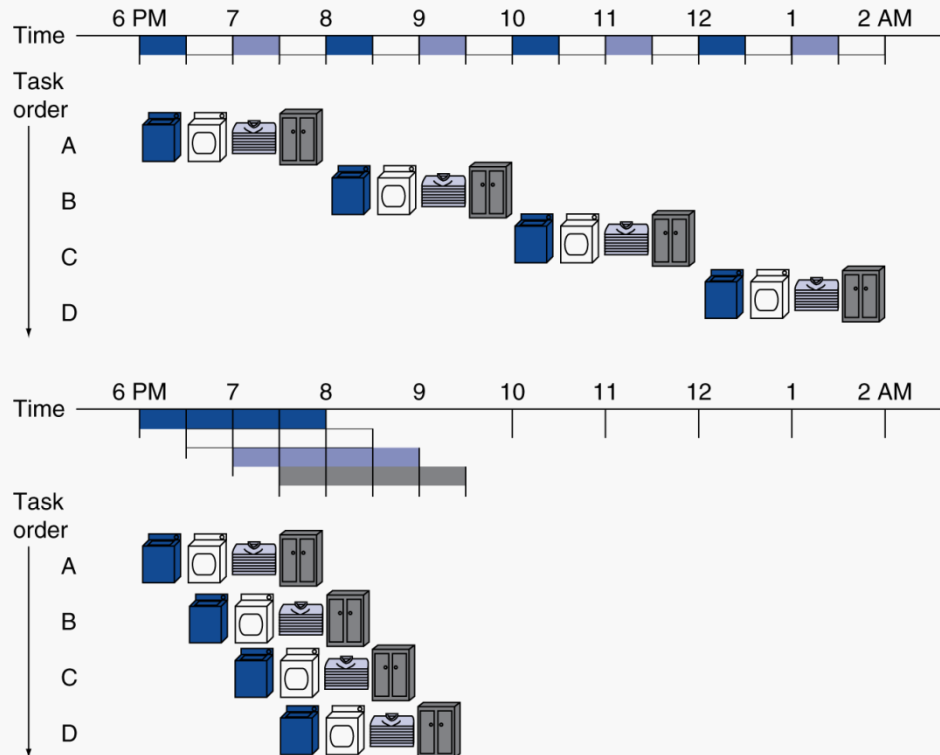 6 PM 7 8 9 10 11 12 1 2 AM
Time
Task
order
A
B
C
D
6 PM 7 8 9 10 11 12 1 2 AM
Time
Task
order
A
B
C
D